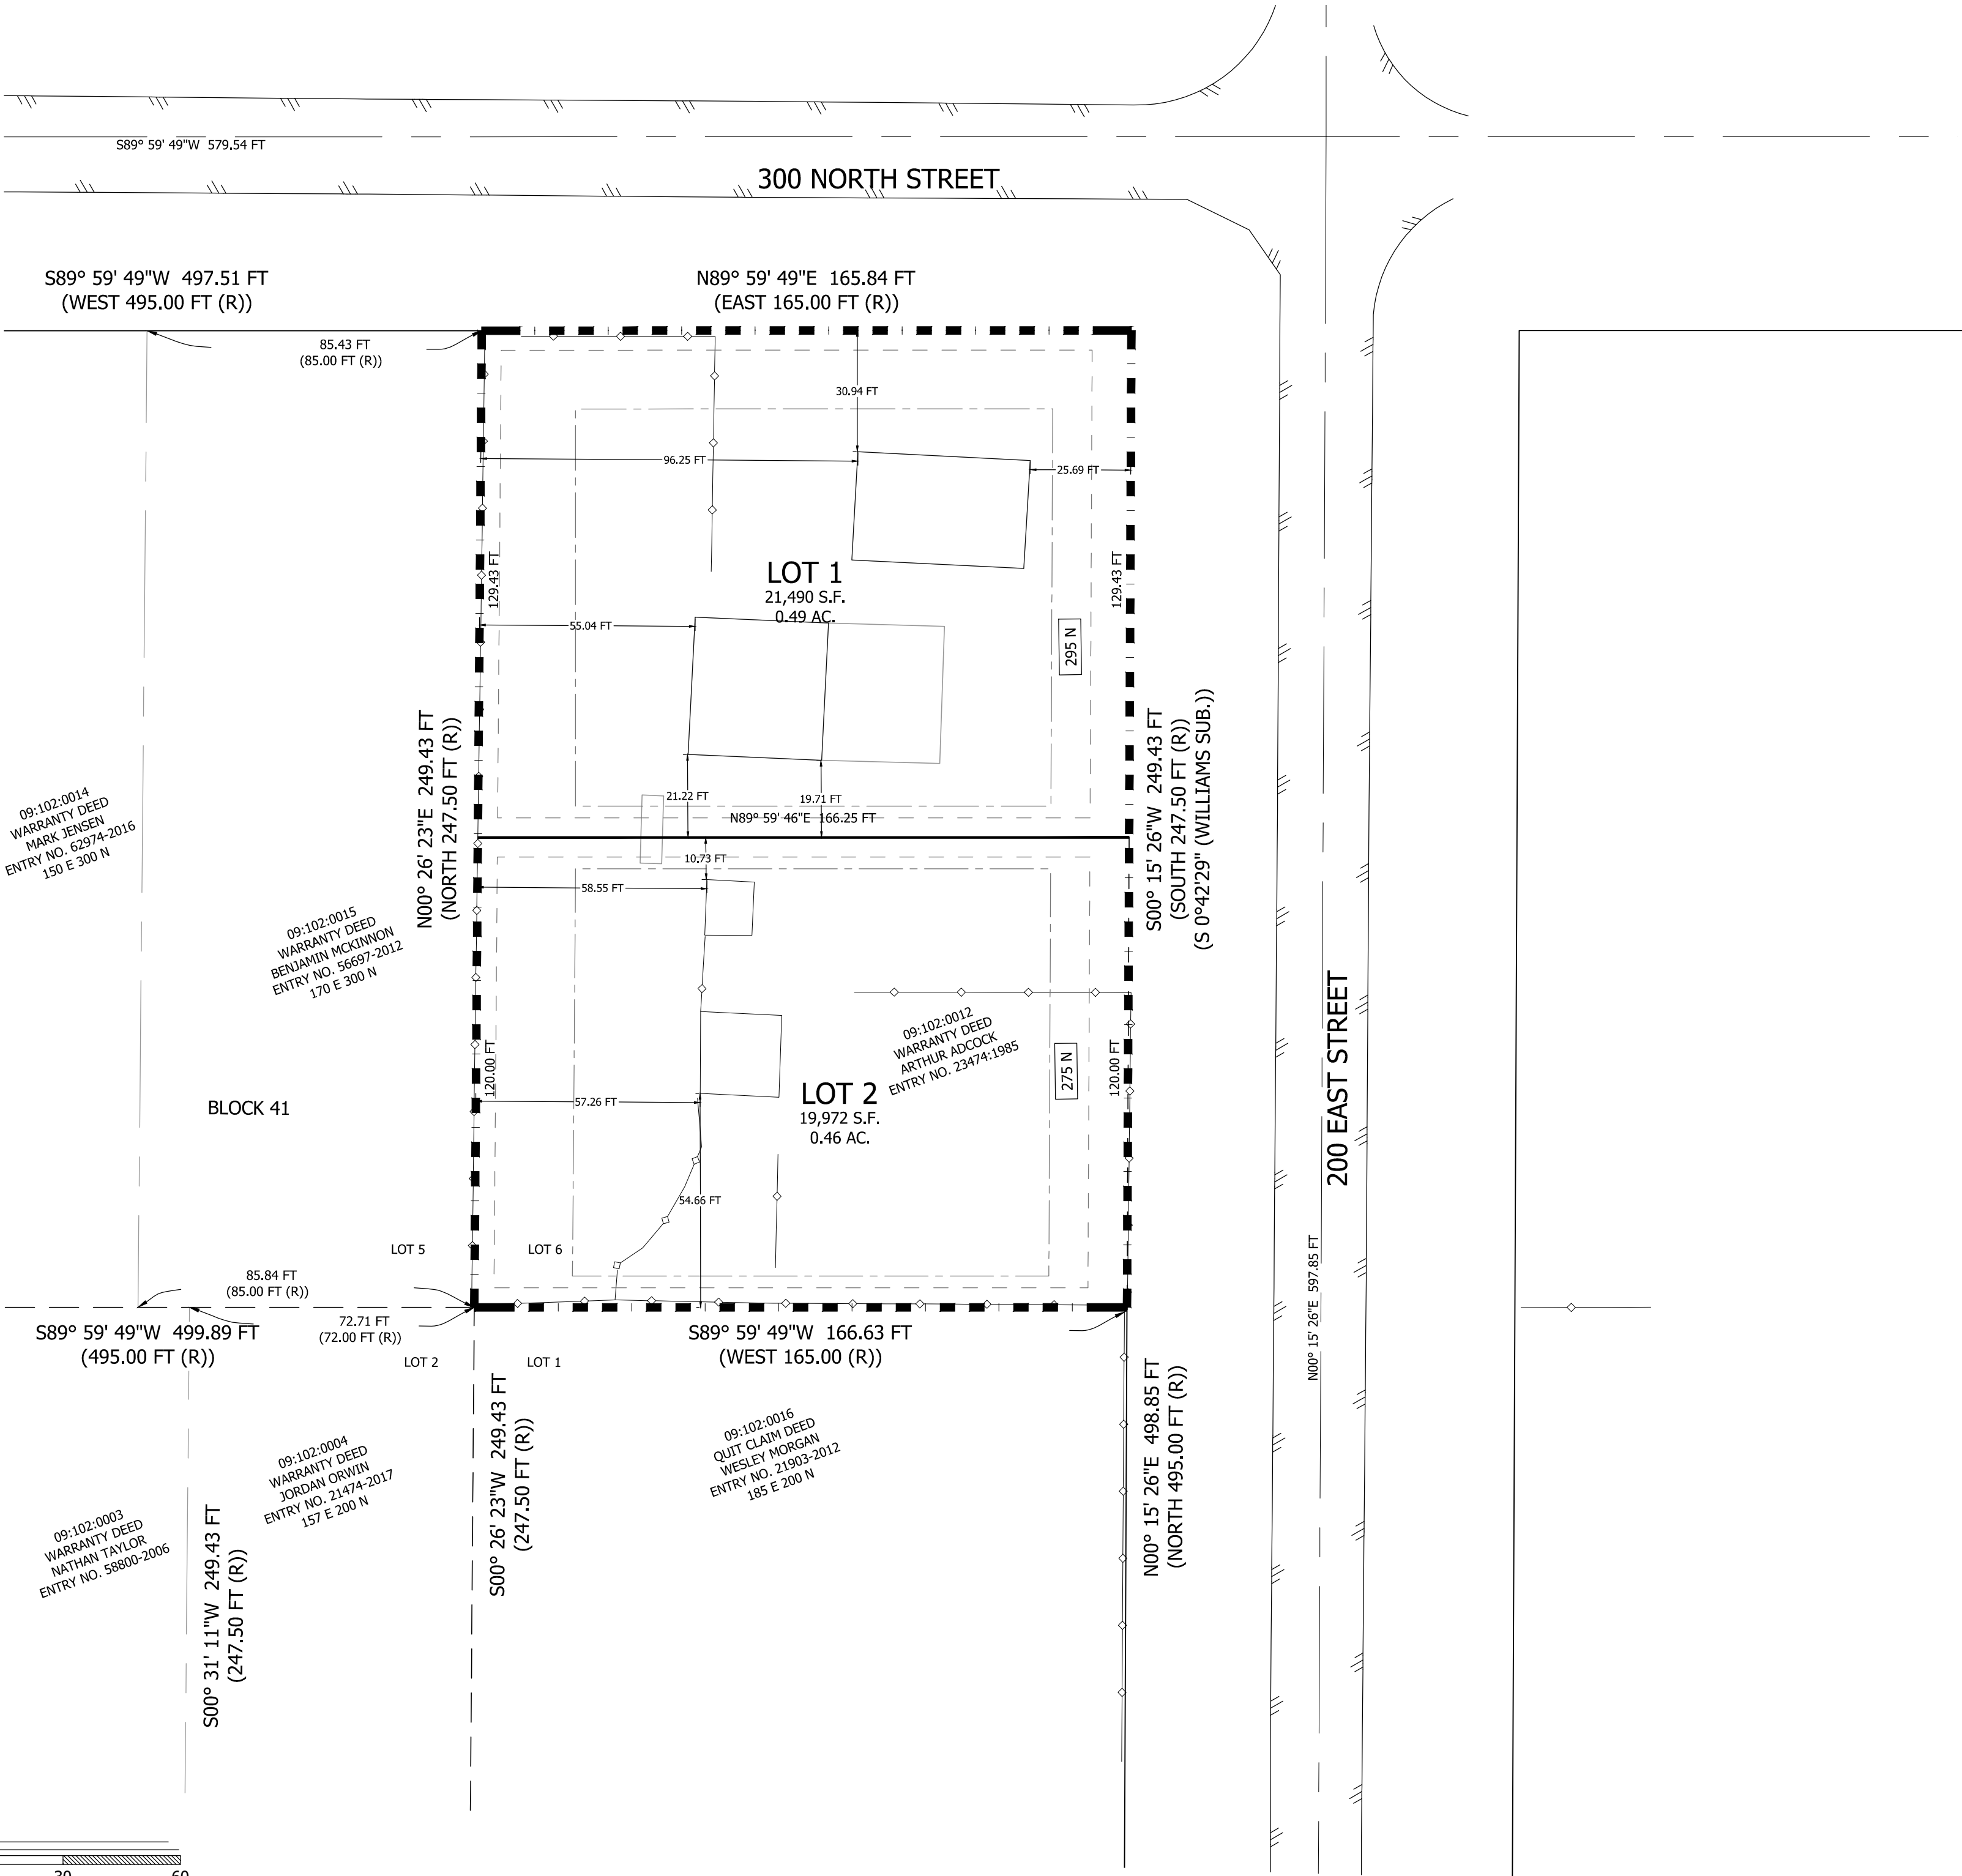 S89° 59' 49"W 579.54 FT
300 NORTH STREET
S89° 59' 49"W 497.51 FT
(WEST 495.00 FT (R))
N89° 59' 49"E 165.84 FT
(EAST 165.00 FT (R))
85.43 FT
(85.00 FT (R))
30.94 FT
96.25 FT
25.69 FT
129.43 FT
129.43 FT
LOT 1
21,490 S.F.
0.49 AC.
55.04 FT
295 N
N00° 26' 23"E 249.43 FT
(NORTH 247.50 FT (R))
S00° 15' 26"W 249.43 FT
(SOUTH 247.50 FT (R))
(S 0°42'29" (WILLIAMS SUB.))
21.22 FT
19.71 FT
N89° 59' 46"E 166.25 FT
09:102:0014
WARRANTY DEED
MARK JENSEN
ENTRY NO. 62974-2016
150 E 300 N
10.73 FT
58.55 FT
09:102:0015
WARRANTY DEED
BENJAMIN MCKINNON
ENTRY NO. 56697-2012
170 E 300 N
09:102:0012
WARRANTY DEED
ARTHUR ADCOCK
ENTRY NO. 23474:1985
200 EAST STREET
120.00 FT
275 N
120.00 FT
BLOCK 41
57.26 FT
LOT 2
19,972 S.F.
0.46 AC.
54.66 FT
LOT 5
LOT 6
N00° 15' 26"E 597.85 FT
85.84 FT
(85.00 FT (R))
72.71 FT
(72.00 FT (R))
S89° 59' 49"W 499.89 FT
(495.00 FT (R))
S89° 59' 49"W 166.63 FT
(WEST 165.00 (R))
LOT 2
LOT 1
S00° 26' 23"W 249.43 FT
(247.50 FT (R))
N00° 15' 26"E 498.85 FT
(NORTH 495.00 FT (R))
09:102:0016
QUIT CLAIM DEED
WESLEY MORGAN
ENTRY NO. 21903-2012
185 E 200 N
09:102:0004
WARRANTY DEED
JORDAN ORWIN
ENTRY NO. 21474-2017
157 E 200 N
09:102:0003
WARRANTY DEED
NATHAN TAYLOR
ENTRY NO. 58800-2006
S00° 31' 11"W 249.43 FT
(247.50 FT (R))
30 60